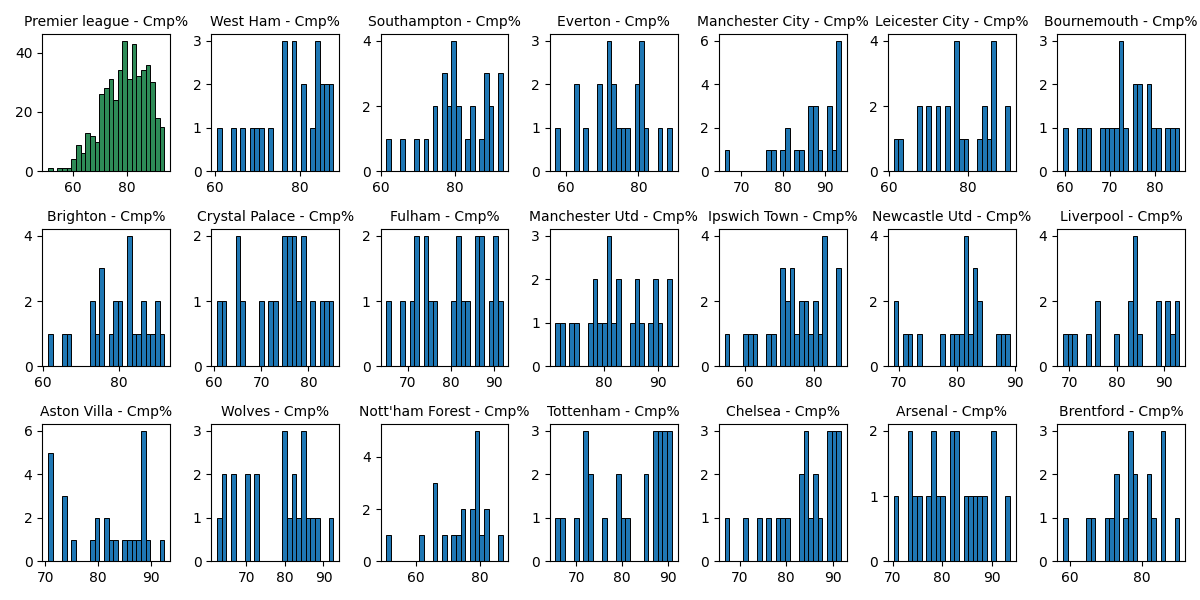 Premier league - Cmp% West Ham - Cmp% Southampton - Cmp% Everton - Cmp% Manchester City - Cmp% Leicester City - Cmp% Bournemouth - Cmp%
40 3 4 3 6 4 3
20 2 2 2 4 2 2
1 1 2 1
0 0 0 0 0 0 0
60 80 60 80 60 80 60 80 70 80 90 60 80 60 70 80
Brighton - Cmp% Crystal Palace - Cmp% Fulham - Cmp% Manchester Utd - Cmp% Ipswich Town - Cmp% Newcastle Utd - Cmp% Liverpool - Cmp%
4 2 2 3 4 4 4
2 1 1 2 2 2 2
1
0 0 0 0 0 0 0
60 80 60 70 80 70 80 90 80 90 60 80 70 80 90 70 80 90
Aston Villa - Cmp% Wolves - Cmp% Nott'ham Forest - Cmp% Tottenham - Cmp% Chelsea - Cmp% Arsenal - Cmp% Brentford - Cmp%
6 3 4 3 3 2 3
4 2 2 2 2 1 2
2 1 1 1 1
0 0 0 0 0 0 0
70 80 90 70 80 90 60 80 70 80 90 70 80 90 70 80 90 60 80